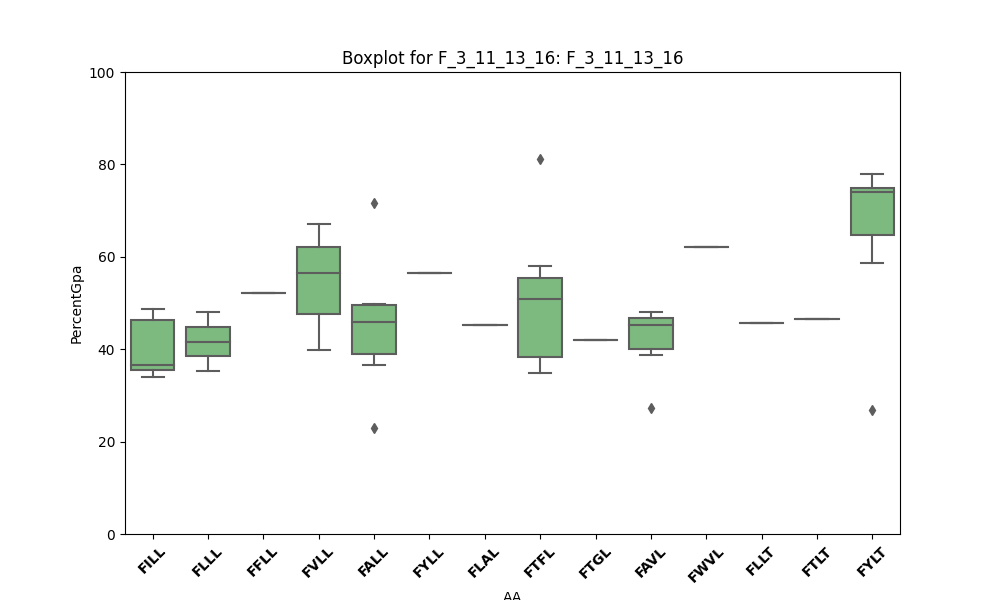 Boxplot for F_3_11_13_16: F_3_11_13_16
100
80
60
40
20
0
PercentGpa
FILL FLLL FFLL FVLL FALL FYLL FLAL FTFL FTGL FAVL FWVL FLLT FTLT FYLT
AA